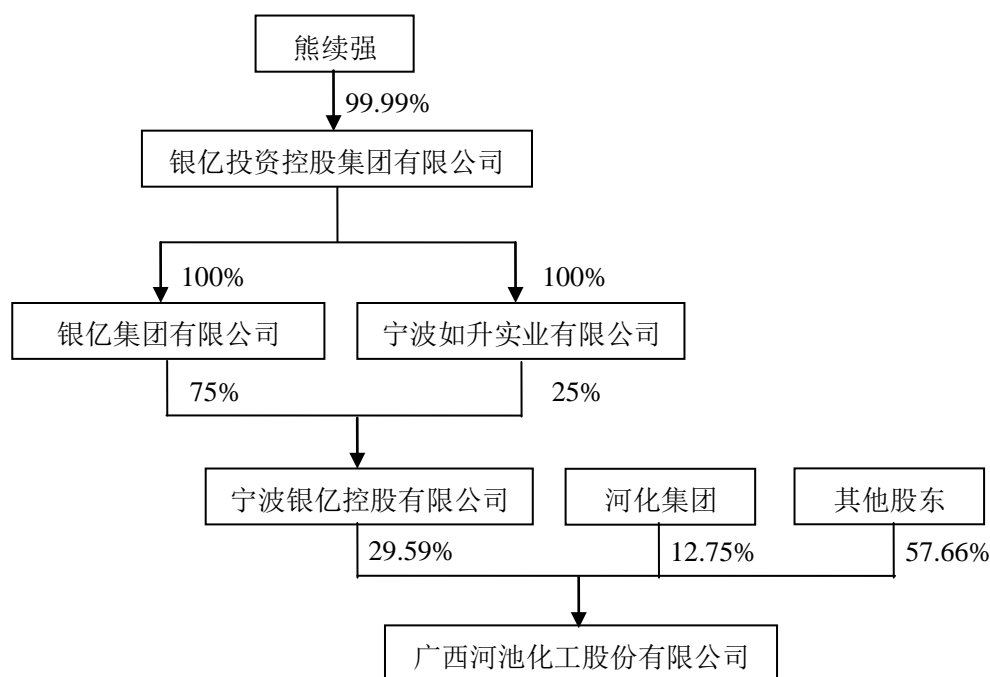 熊续强
99.99%
银亿投资控股集团有限公司
100%
100%
银亿集团有限公司
宁波如升实业有限公司
75%
25%
宁波银亿控股有限公司
河化集团
其他股东
29.59%
12.75%
57.66%
广西河池化工股份有限公司